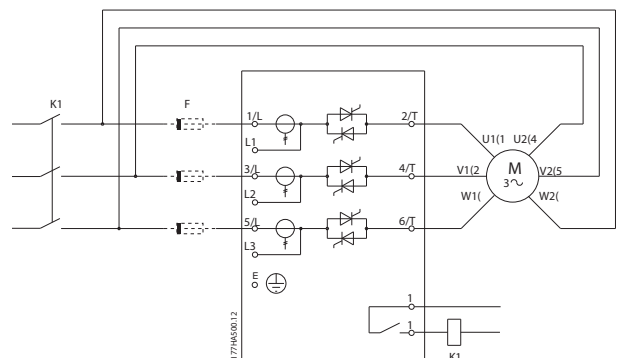 K1
F
1/L
2/T
L1
U1(1 U2(4
3/L
4/T
V1(2
M
3~
V2(5
L2
W1(
W2(
5/L
6/T
L3
E
177HA500.12
1
1
K1